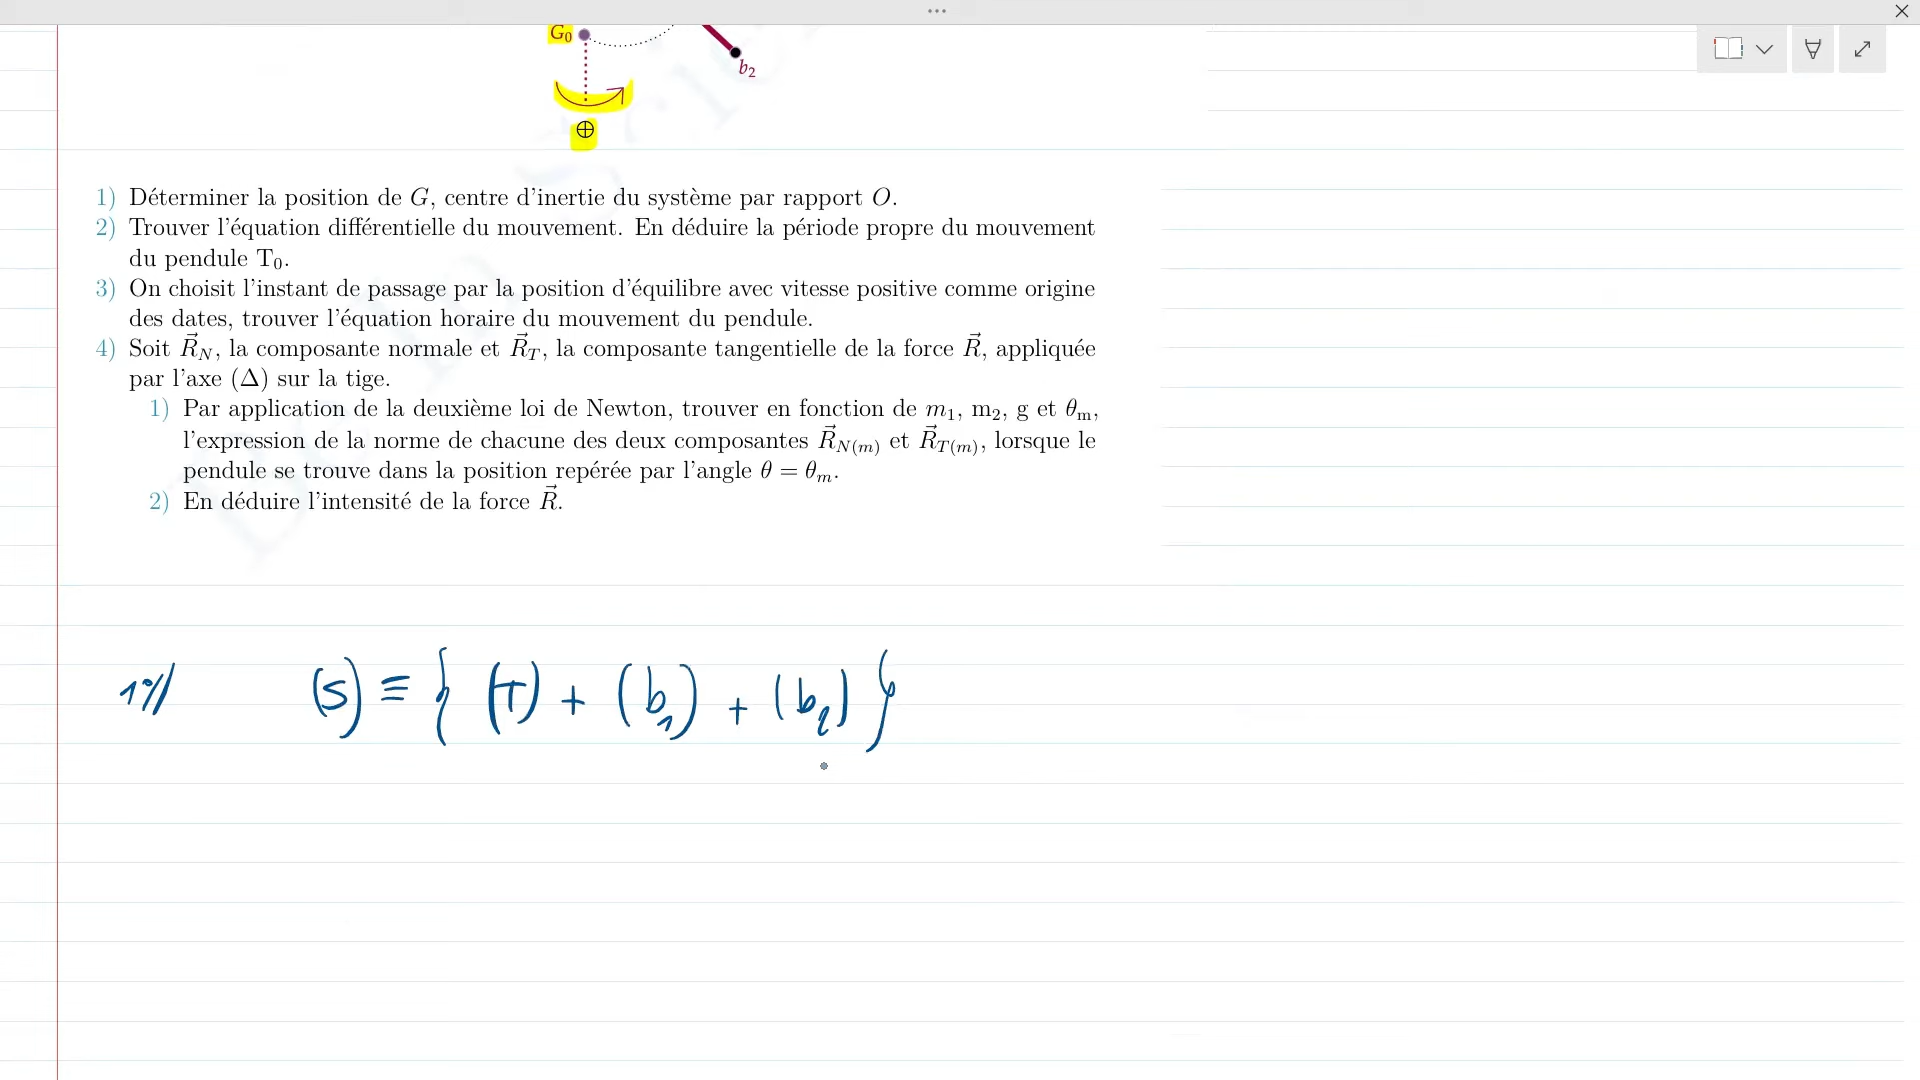 G₀
b₂
⊕
1) Déterminer la position de G, centre d'inertie du système par rapport O.
2) Trouver l'équation différentielle du mouvement. En déduire la période propre du mouvement
du pendule T₀.
3) On choisit l'instant de passage par la position d'équilibre avec vitesse positive comme origine
des dates, trouver l'équation horaire du mouvement du pendule.
4) Soit R⃗_N, la composante normale et R⃗_T, la composante tangentielle de la force R⃗, appliquée
par l'axe (Δ) sur la tige.
1) Par application de la deuxième loi de Newton, trouver en fonction de m₁, m₂, g et θ_m,
l'expression de la norme de chacune des deux composantes R⃗_N(m) et R⃗_T(m), lorsque le
pendule se trouve dans la position repérée par l'angle θ = θ_m.
2) En déduire l'intensité de la force R⃗.
(S) ≡ { (T) + (b₁) + (b₂) }